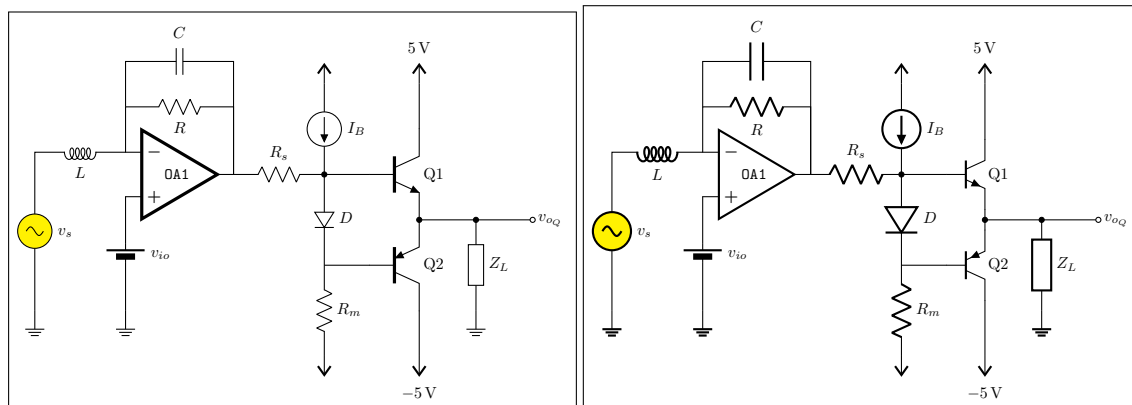 C
5 V
R
I_B
L
−
OA1
R_s
Q1
+
D
v_{o_Q}
v_s
v_{io}
Q2
Z_L
R_m
−5 V
C
5 V
R
I_B
L
−
OA1
R_s
Q1
+
D
v_{o_Q}
v_s
v_{io}
Q2
Z_L
R_m
−5 V